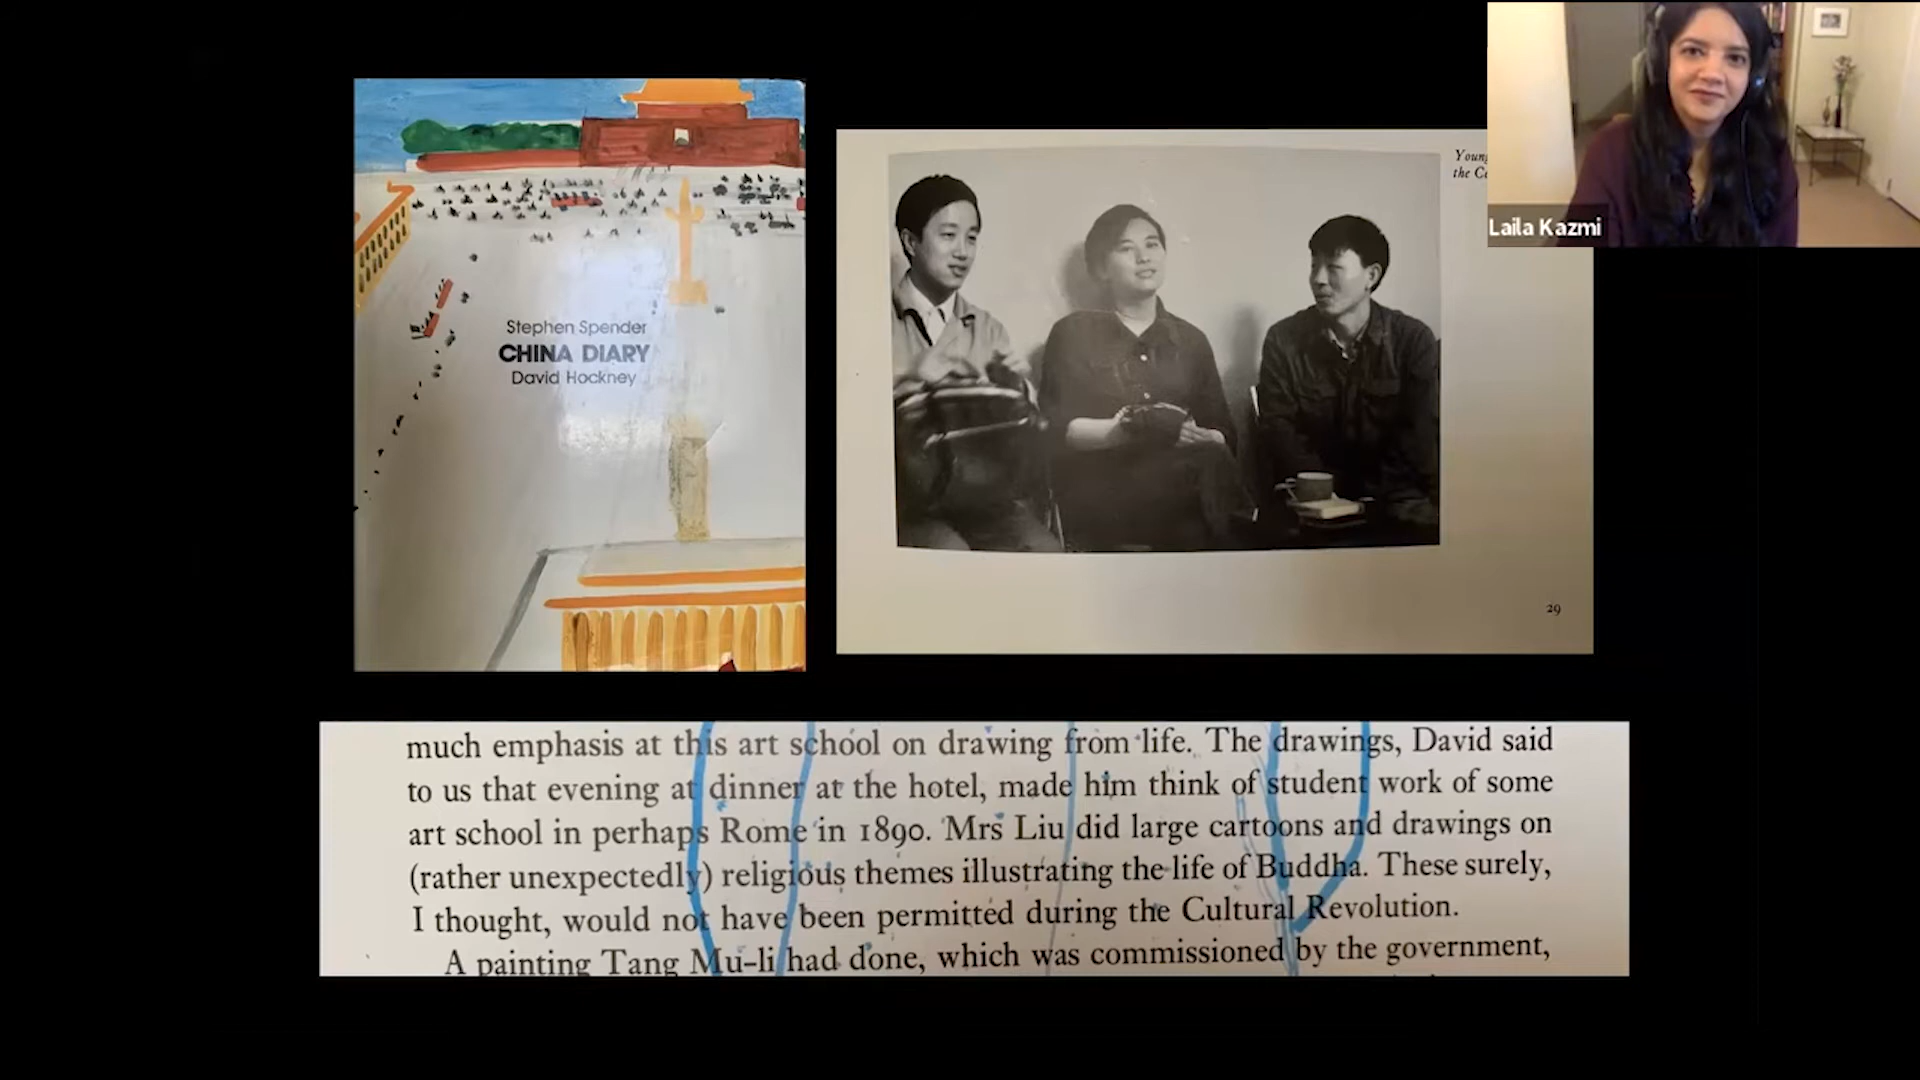 Stephen Spender
CHINA DIARY
David Hockney
the
29
Laila Kazmi
much emphasis at this art school on drawing from life. The drawings, David said
to us that evening at dinner at the hotel, made him think of student work of some
art school in perhaps Rome in 1890. Mrs Liu did large cartoons and drawings on
(rather unexpectedly) religious themes illustrating the life of Buddha. These surely,
I thought, would not have been permitted during the Cultural Revolution.
A painting Tang Mu-li had done, which was commissioned by the government,